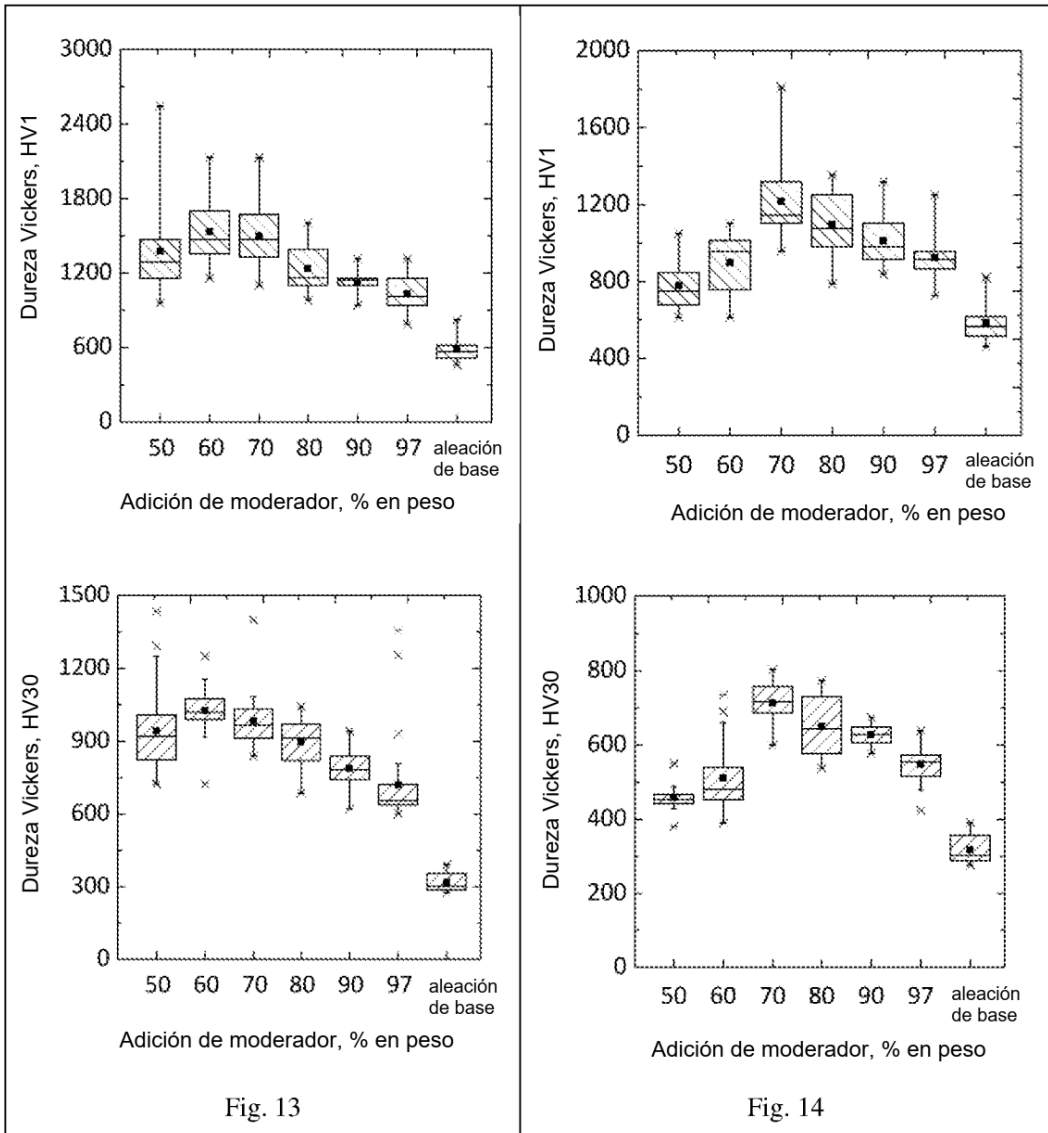 3000
2400
1800
1200
600
0
Dureza Vickers, HV1
50 60 70 80 90 97 aleación
de base
Adición de moderador, % en peso
2000
1600
1200
800
400
0
Dureza Vickers, HV1
50 60 70 80 90 97 aleación
de base
Adición de moderador, % en peso
1500
1200
900
600
300
0
Dureza Vickers, HV30
50 60 70 80 90 97 aleación
de base
Adición de moderador, % en peso
Fig. 13
1000
800
600
400
200
0
Dureza Vickers, HV30
50 60 70 80 90 97 aleación
de base
Adición de moderador, % en peso
Fig. 14